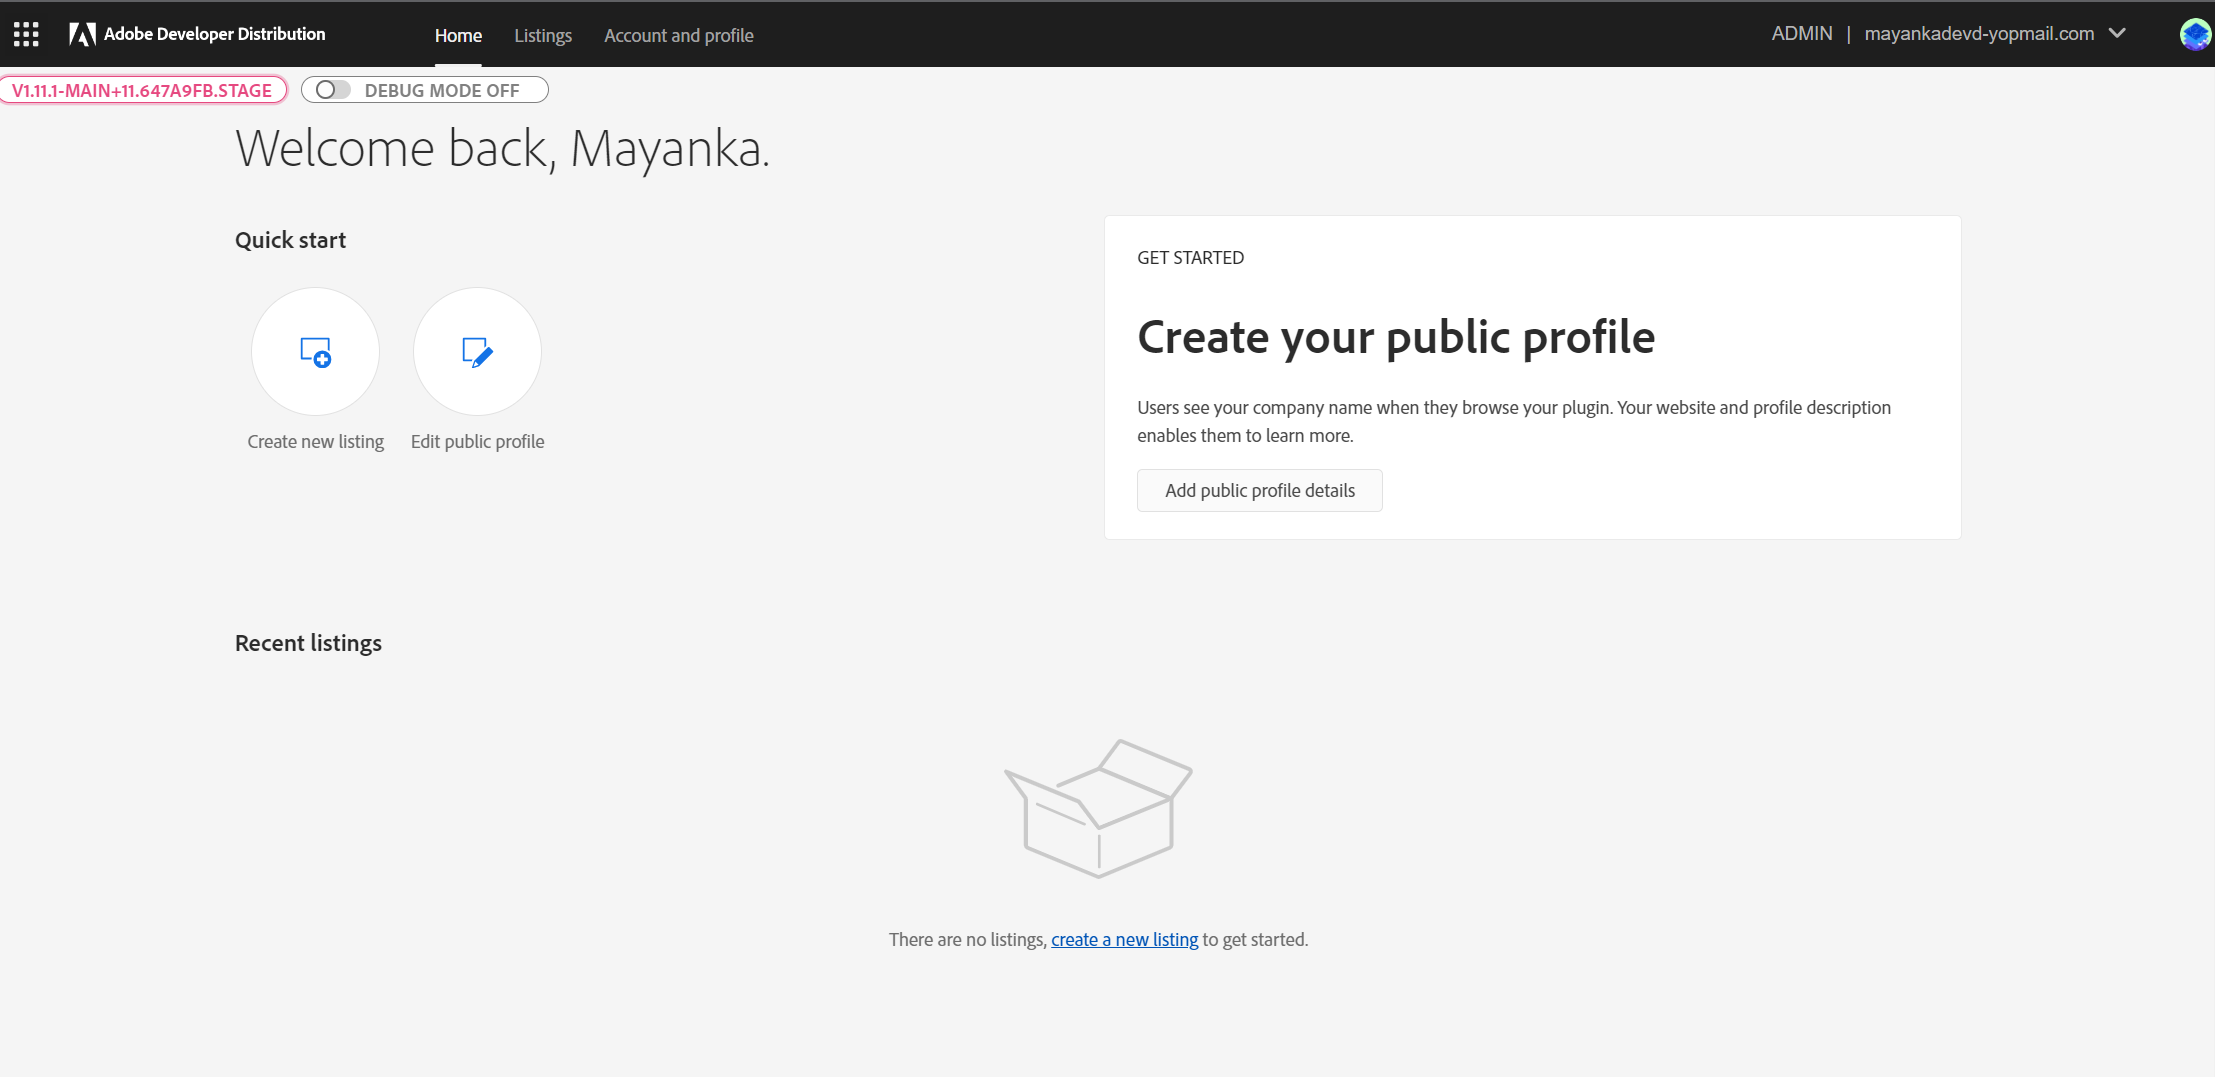 Adobe Developer Distribution
Home
Listings
Account and profile
ADMIN | mayankadevd-yopmail.com
V1.11.1-MAIN+11.647A9FB.STAGE
DEBUG MODE OFF
Welcome back, Mayanka.
Quick start
Create new listing
Edit public profile
GET STARTED
Create your public profile
Users see your company name when they browse your plugin. Your website and profile description
enables them to learn more.
Add public profile details
Recent listings
There are no listings, create a new listing to get started.